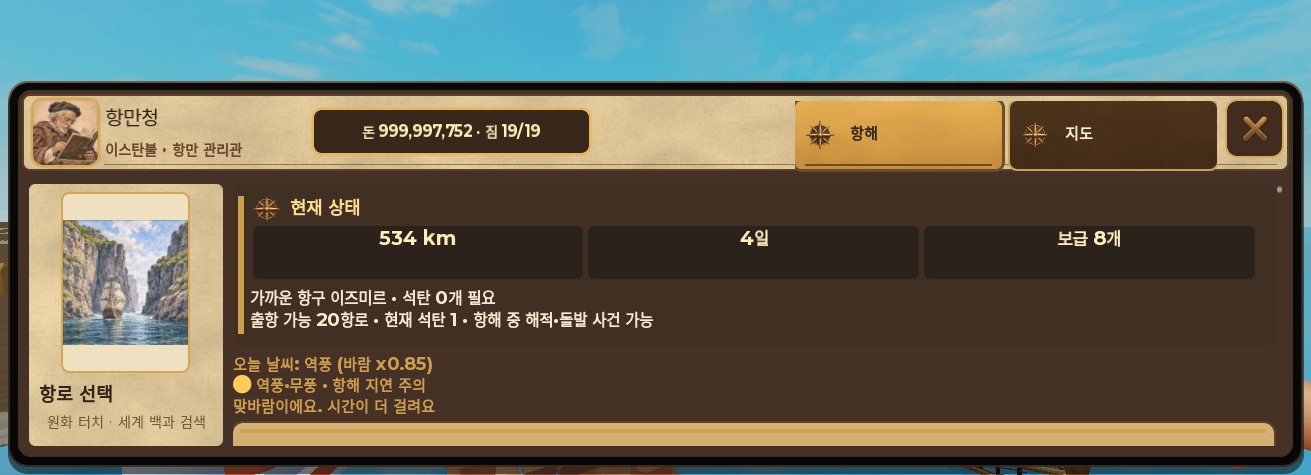 항만청
이스탄불 • 항만 관리관
돈 999,997,752 · 짐 19/19
항해
지도
현재 상태
534 km
4일
보급 8개
가까운 항구 이즈미르 • 석탄 0개 필요
출항 가능 20항로 • 현재 석탄 1 • 항해 중 해적•돌발 사건 가능
오늘 날씨: 역풍 (바람 x0.85)
역풍•무풍 • 항해 지연 주의
맞바람이에요. 시간이 더 걸려요
항로 선택
원화 터치 · 세계 백과 검색